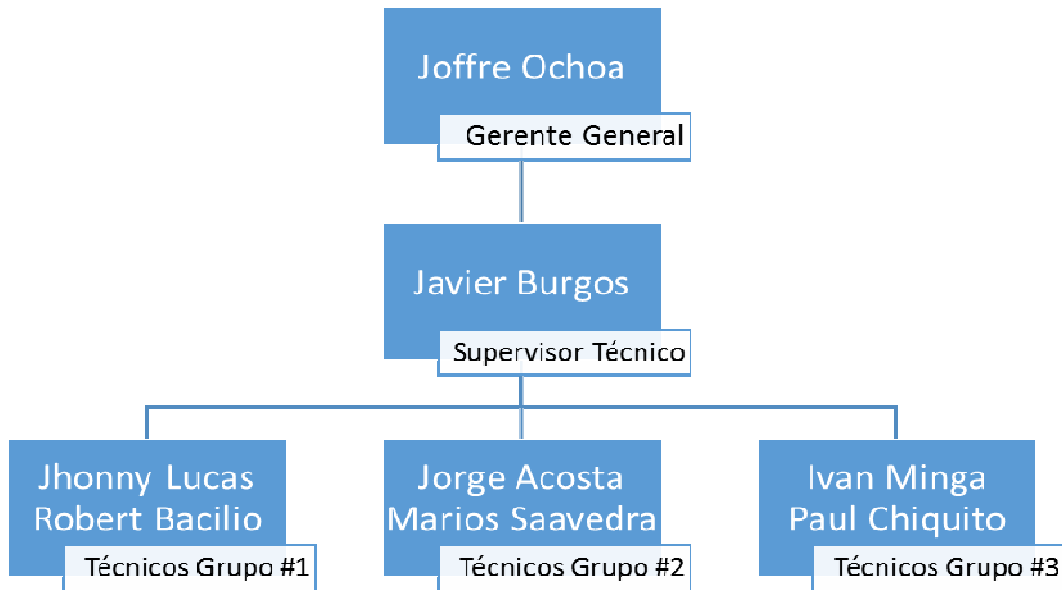 Joffre Ochoa
Gerente General
Javier Burgos
Supervisor Técnico
Jhonny Lucas
Robert Bacilio
Técnicos Grupo #1
Jorge Acosta
Marios Saavedra
Técnicos Grupo #2
Ivan Minga
Paul Chiquito
Técnicos Grupo #3